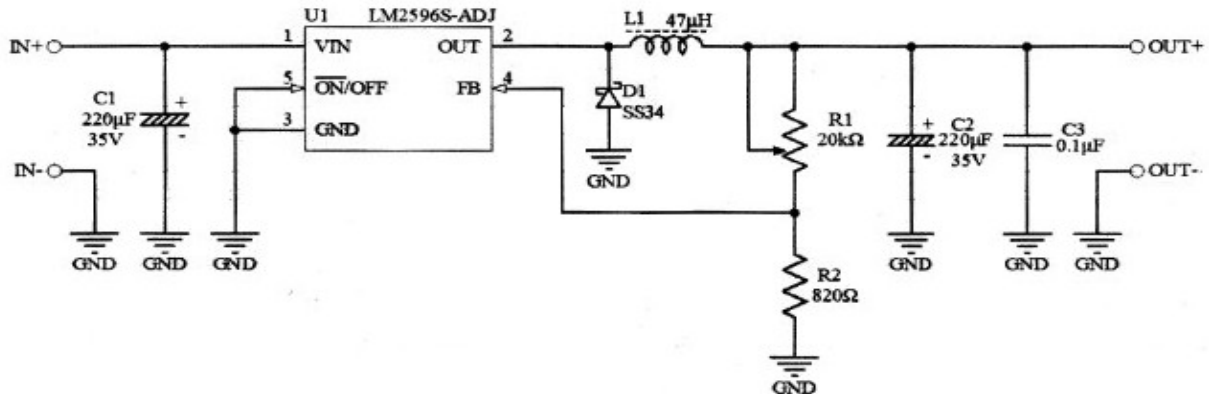 U1 LM2596S-ADJ
L1 47µH
IN+
1 VIN OUT 2
OUT+
5 ON/OFF FB 4
C1
220µF
35V
+
-
3 GND
D1
SS34
R1
20kΩ
+
-
C2
220µF
35V
C3
0.1µF
IN-
GND
OUT-
GND
GND
GND
GND
GND
GND
R2
820Ω
GND